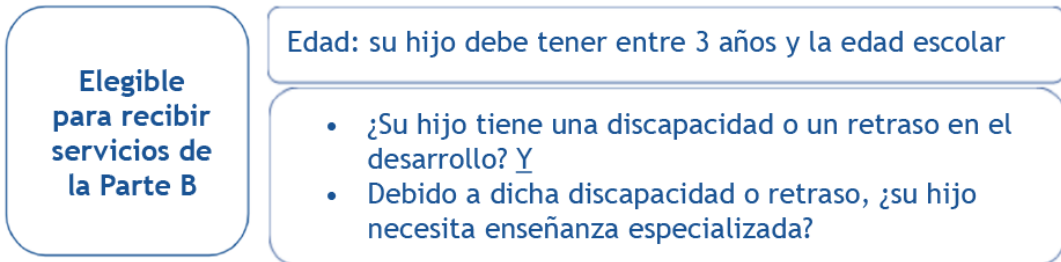 Elegible
para recibir
servicios de
la Parte B
Edad: su hijo debe tener entre 3 años y la edad escolar
• ¿Su hijo tiene una discapacidad o un retraso en el
desarrollo? Y
• Debido a dicha discapacidad o retraso, ¿su hijo
necesita enseñanza especializada?